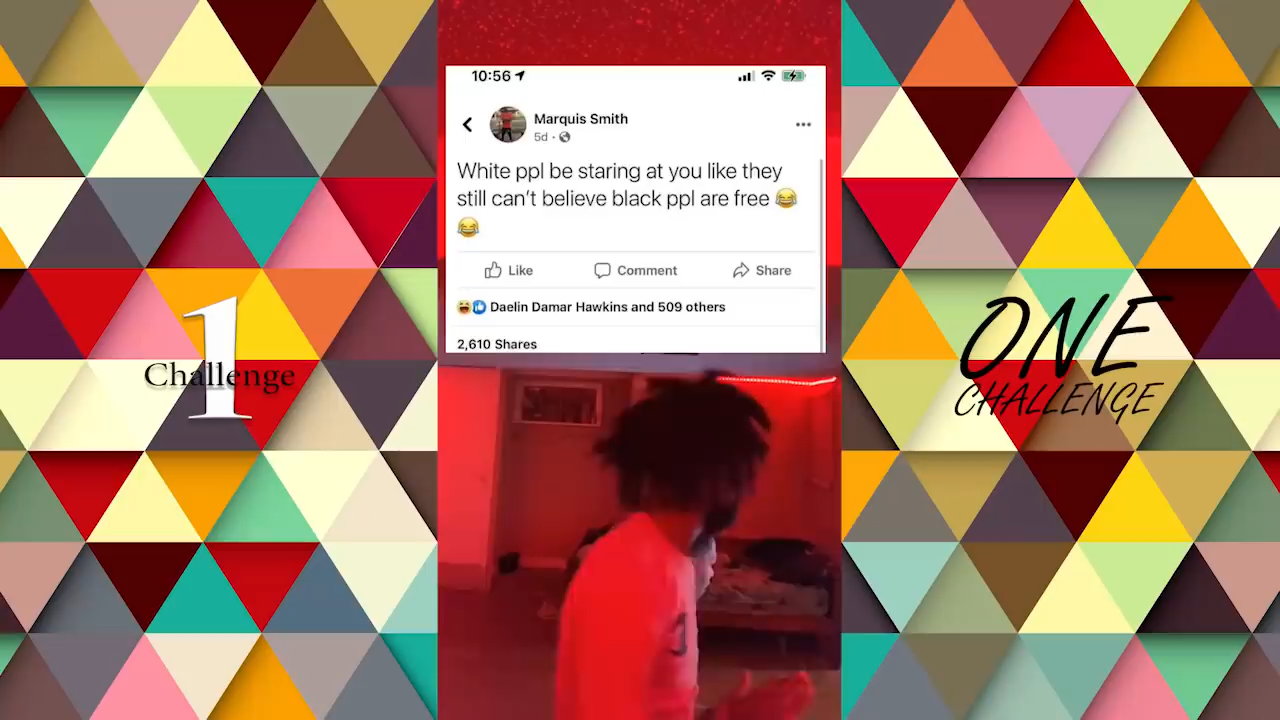 10:56
Marquis Smith
5d
White ppl be staring at you like they
still can't believe black ppl are free 😂
😂
Like Comment Share
Daelin Damar Hawkins and 509 others
2,610 Shares
1
Challenge
ONE
CHALLENGE